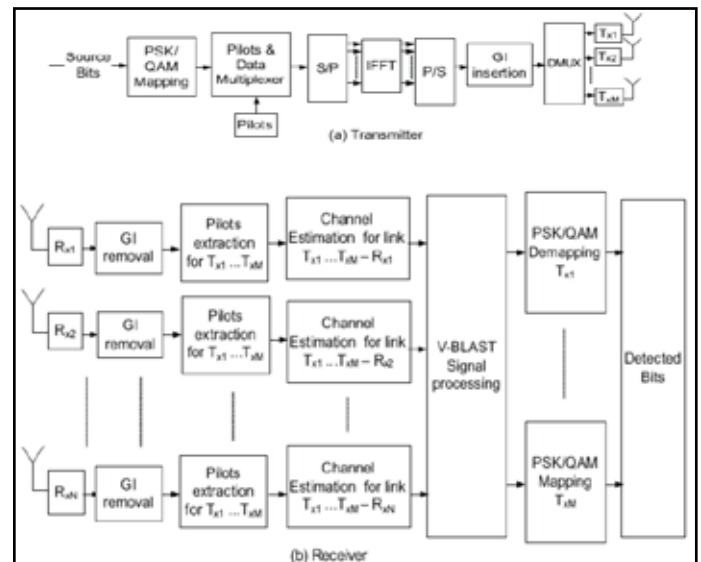 Source
Bits
PSK/
QAM
Mapping
Pilots &
Data
Multiplexer
Pilots
S/P
IFFT
P/S
GI
insertion
DMUX
Tx1
Tx2
TxM
(a) Transmitter
Rx1
GI
removal
Pilots
extraction
for Tx1 ...TxM
Channel
Estimation for link
Tx1 ...TxM – Rx1
Rx2
GI
removal
Pilots
extraction
for Tx1 ...TxM
Channel
Estimation for link
Tx1 ...TxM – Rx2
RxN
GI
removal
Pilots
extraction
for Tx1 ...TxM
Channel
Estimation for link
Tx1 ...TxM – RxN
V-BLAST
Signal
processing
PSK/QAM
Demapping
Tx1
PSK/QAM
Mapping
TxM
Detected
Bits
(b) Receiver